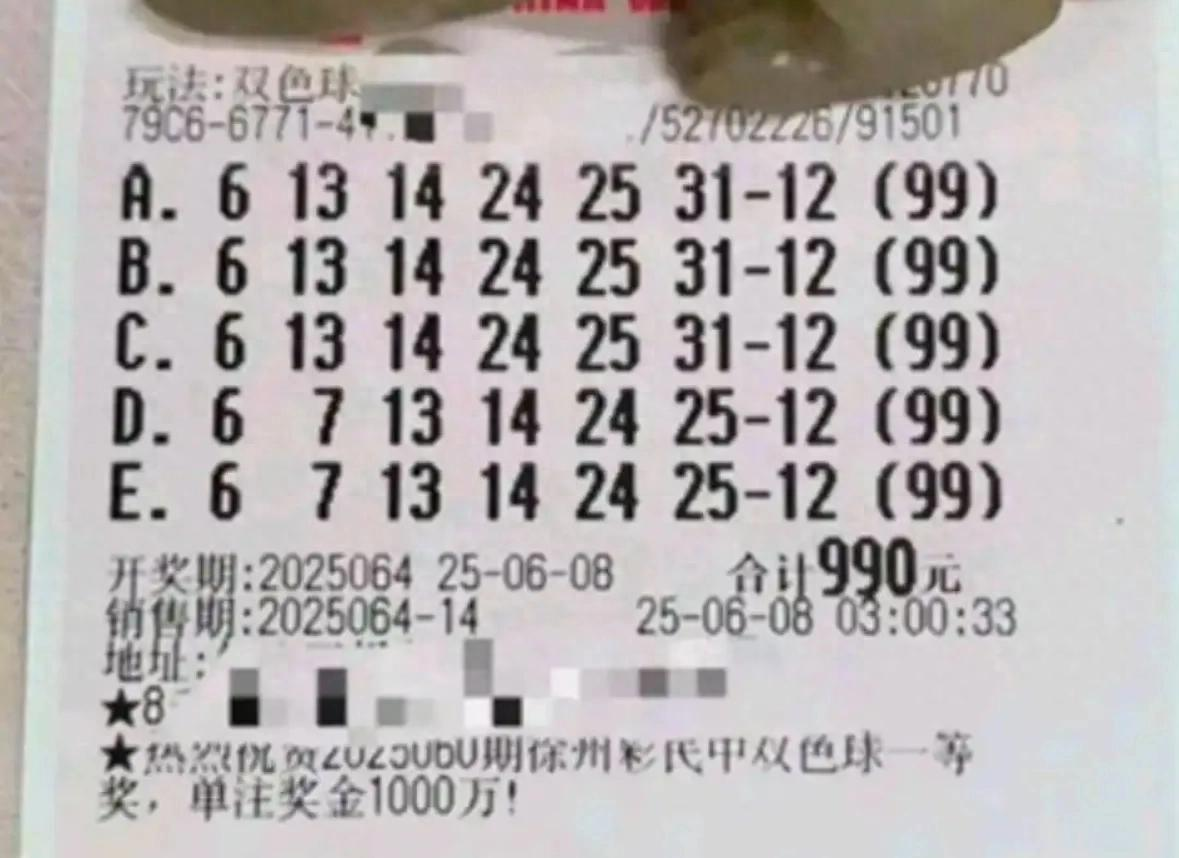 玩法:双色球
79C6-6771-4 /52702226/91501
A. 6 13 14 24 25 31-12 (99)
B. 6 13 14 24 25 31-12 (99)
C. 6 13 14 24 25 31-12 (99)
D. 6 7 13 14 24 25-12 (99)
E. 6 7 13 14 24 25-12 (99)
开奖期:2025064 25-06-08 合计990元
销售期:2025064-14 25-06-08 03:00:33
地址:
★8
★热烈祝贺2025060期徐州彩民中双色球一等
奖，单注奖金1000万!